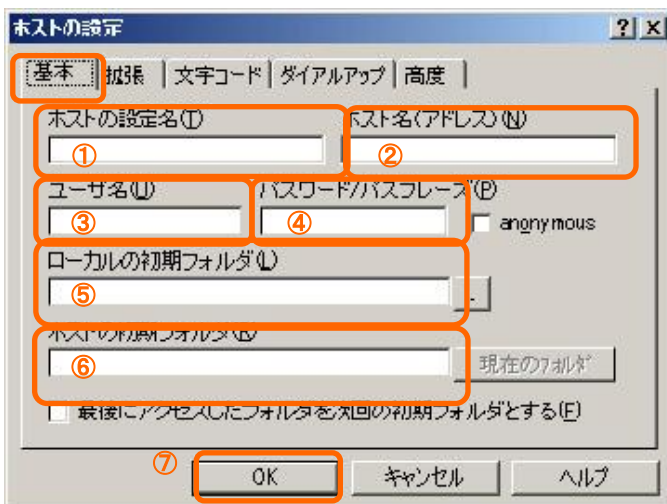 ホストの設定
基本 拡張 文字コード ダイアルアップ 高度
ホストの設定名(T) ホスト名(アドレス)(N)
① ②
ユーザ名(U) パスワード/パスフレーズ(P)
③ ④ anonymous
ローカルの初期フォルダ(L)
⑤ ...
ホストの初期フォルダ(R)
⑥ 現在のフォルダ
最後にアクセスしたフォルダを次回の初期フォルダとする(F)
⑦ OK キャンセル ヘルプ